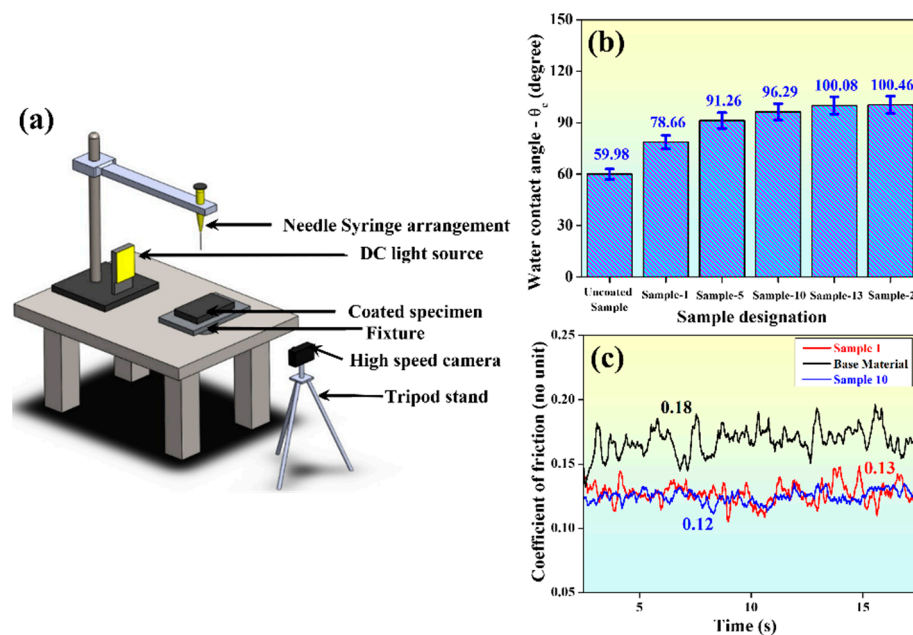 (a)
Needle Syringe arrangement
DC light source
Coated specimen
Fixture
High speed camera
Tripod stand
(b)
Water contact angle - θc (degree)
150
120
90
60
30
0
59.98
78.66
91.26
96.29
100.08
100.46
Uncoated Sample-1 Sample-5 Sample-10 Sample-13 Sample-2
Sample
Sample designation
(c)
Coefficient of friction (no unit)
0.25
0.20
0.15
0.10
0.05
Sample 1
Base Material
Sample 10
0.18
0.13
0.12
5 10 15
Time (s)